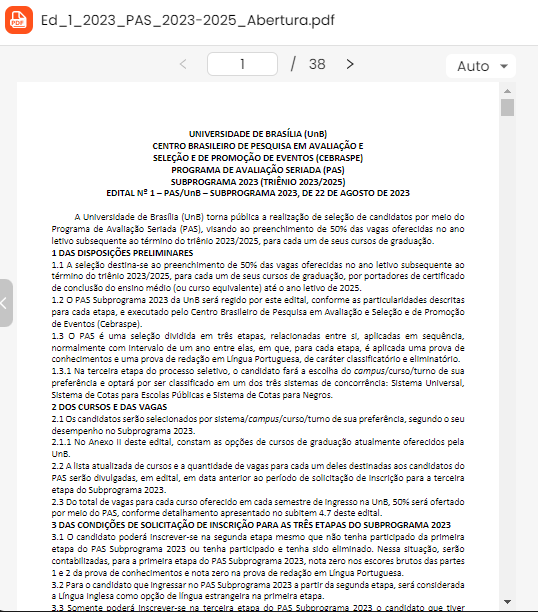 PDF
Ed_1_2023_PAS_2023-2025_Abertura.pdf
1 / 38
Auto
UNIVERSIDADE DE BRASÍLIA (UnB)
CENTRO BRASILEIRO DE PESQUISA EM AVALIAÇÃO E
SELEÇÃO E DE PROMOÇÃO DE EVENTOS (CEBRASPE)
PROGRAMA DE AVALIAÇÃO SERIADA (PAS)
SUBPROGRAMA 2023 (TRIÊNIO 2023/2025)
EDITAL Nº 1 – PAS/UnB – SUBPROGRAMA 2023, DE 22 DE AGOSTO DE 2023
A Universidade de Brasília (UnB) torna pública a realização de seleção de candidatos por meio do
Programa de Avaliação Seriada (PAS), visando ao preenchimento de 50% das vagas oferecidas no ano
letivo subsequente ao término do triênio 2023/2025, para cada um de seus cursos de graduação.
1 DAS DISPOSIÇÕES PRELIMINARES
1.1 A seleção destina-se ao preenchimento de 50% das vagas oferecidas no ano letivo subsequente ao
término do triênio 2023/2025, para cada um de seus cursos de graduação, por portadores de certificado
de conclusão do ensino médio (ou curso equivalente) até o ano letivo de 2025.
1.2 O PAS Subprograma 2023 da UnB será regido por este edital, conforme as particularidades descritas
para cada etapa, e executado pelo Centro Brasileiro de Pesquisa em Avaliação e Seleção e de Promoção
de Eventos (Cebraspe).
1.3 O PAS é uma seleção dividida em três etapas, relacionadas entre si, aplicadas em sequência,
normalmente com intervalo de um ano entre elas, em que, para cada etapa, é aplicada uma prova de
conhecimentos e uma prova de redação em Língua Portuguesa, de caráter classificatório e eliminatório.
1.3.1 Na terceira etapa do processo seletivo, o candidato fará a escolha do campus/curso/turno de sua
preferência e optará por ser classificado em um dos três sistemas de concorrência: Sistema Universal,
Sistema de Cotas para Escolas Públicas e Sistema de Cotas para Negros.
2 DOS CURSOS E DAS VAGAS
2.1 Os candidatos serão selecionados por sistema/campus/curso/turno de sua preferência, segundo o seu
desempenho no Subprograma 2023.
2.1.1 No Anexo II deste edital, constam as opções de cursos de graduação atualmente oferecidos pela
UnB.
2.2 A lista atualizada de cursos e a quantidade de vagas para cada um deles destinadas aos candidatos do
PAS serão divulgadas, em edital, em data anterior ao período de solicitação de inscrição para a terceira
etapa do Subprograma 2023.
2.3 Do total de vagas para cada curso oferecido em cada semestre de ingresso na UnB, 50% será ofertado
por meio do PAS, conforme detalhamento apresentado no subitem 4.7 deste edital.
3 DAS CONDIÇÕES DE SOLICITAÇÃO DE INSCRIÇÃO PARA AS TRÊS ETAPAS DO SUBPROGRAMA 2023
3.1 O candidato poderá inscrever-se na segunda etapa mesmo que não tenha participado da primeira
etapa do PAS Subprograma 2023 ou tenha participado e tenha sido eliminado. Nessa situação, serão
contabilizadas, para a primeira etapa do PAS Subprograma 2023, nota zero nos escores brutos das partes
1 e 2 da prova de conhecimentos e nota zero na prova de redação em Língua Portuguesa.
3.2 Para o candidato que ingressar no PAS Subprograma 2023 a partir da segunda etapa, será considerada
a Língua Inglesa como opção de língua estrangeira na primeira etapa.
3.3 Somente poderá inscrever-se na terceira etapa do PAS Subprograma 2023 o candidato que tiver